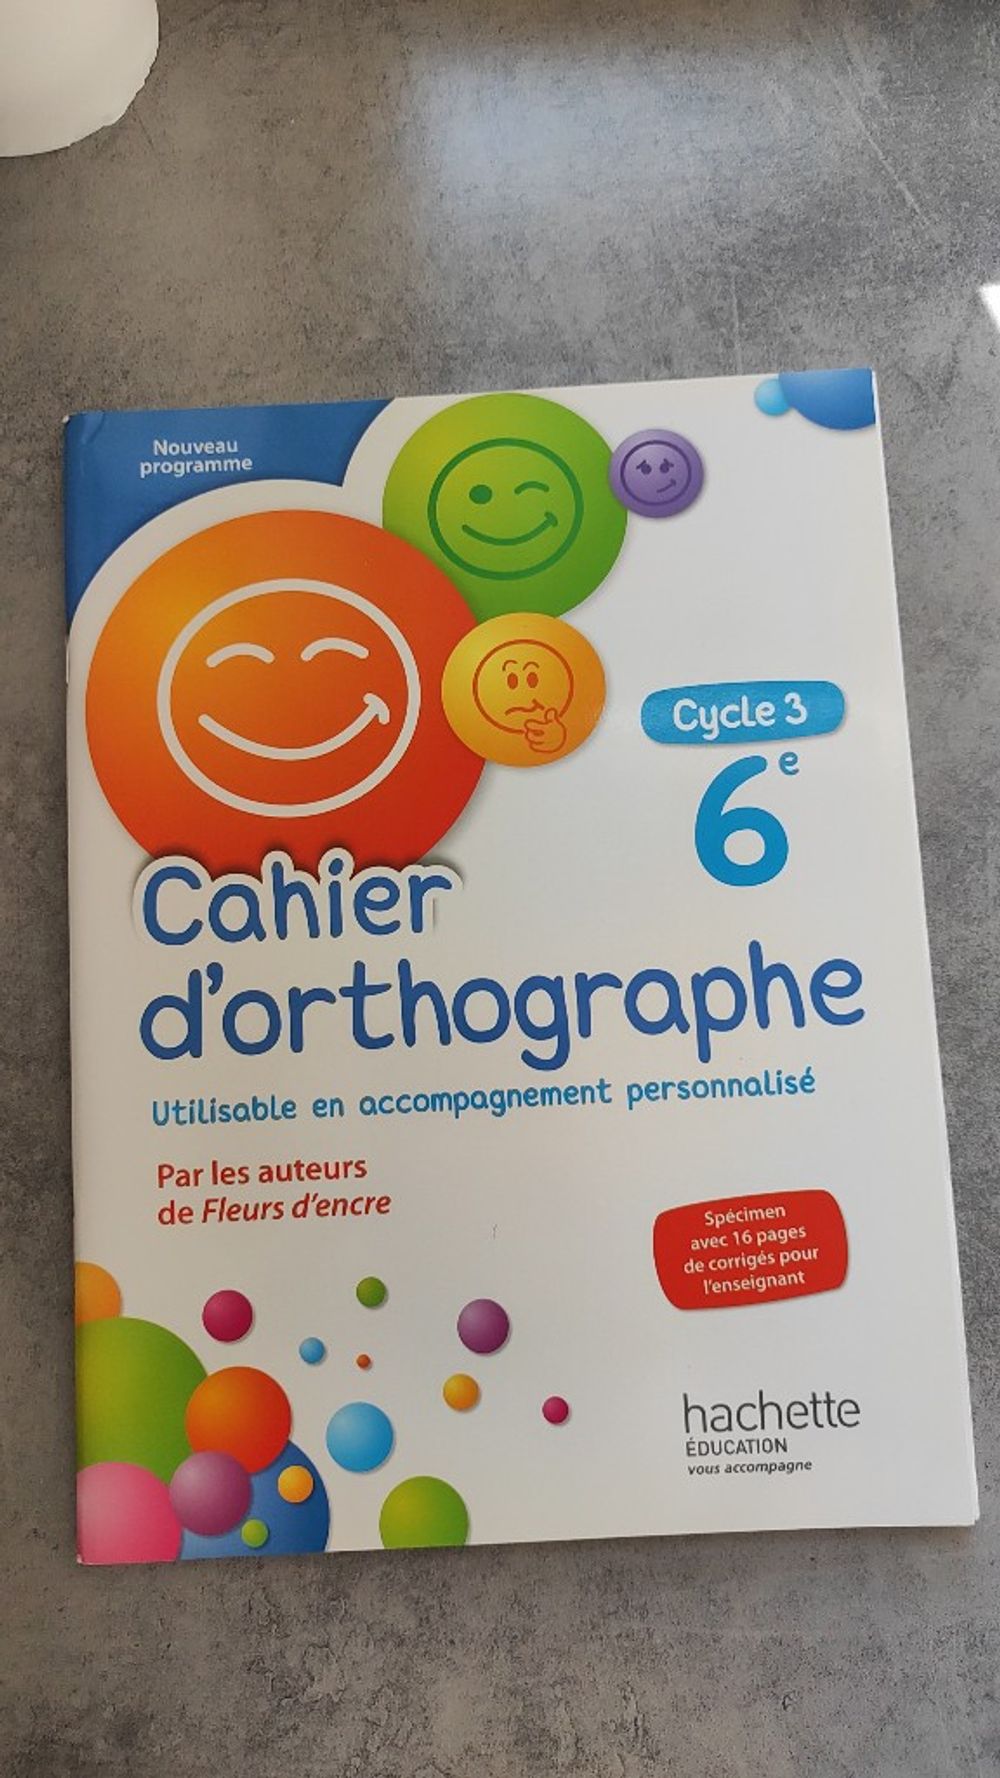 Nouveau
programme
Cycle 3
6e
Cahier
d'orthographe
Utilisable en accompagnement personnalisé
Par les auteurs
de Fleurs d'encre
Spécimen
avec 16 pages
de corrigés pour
l'enseignant
hachette
ÉDUCATION
vous accompagne